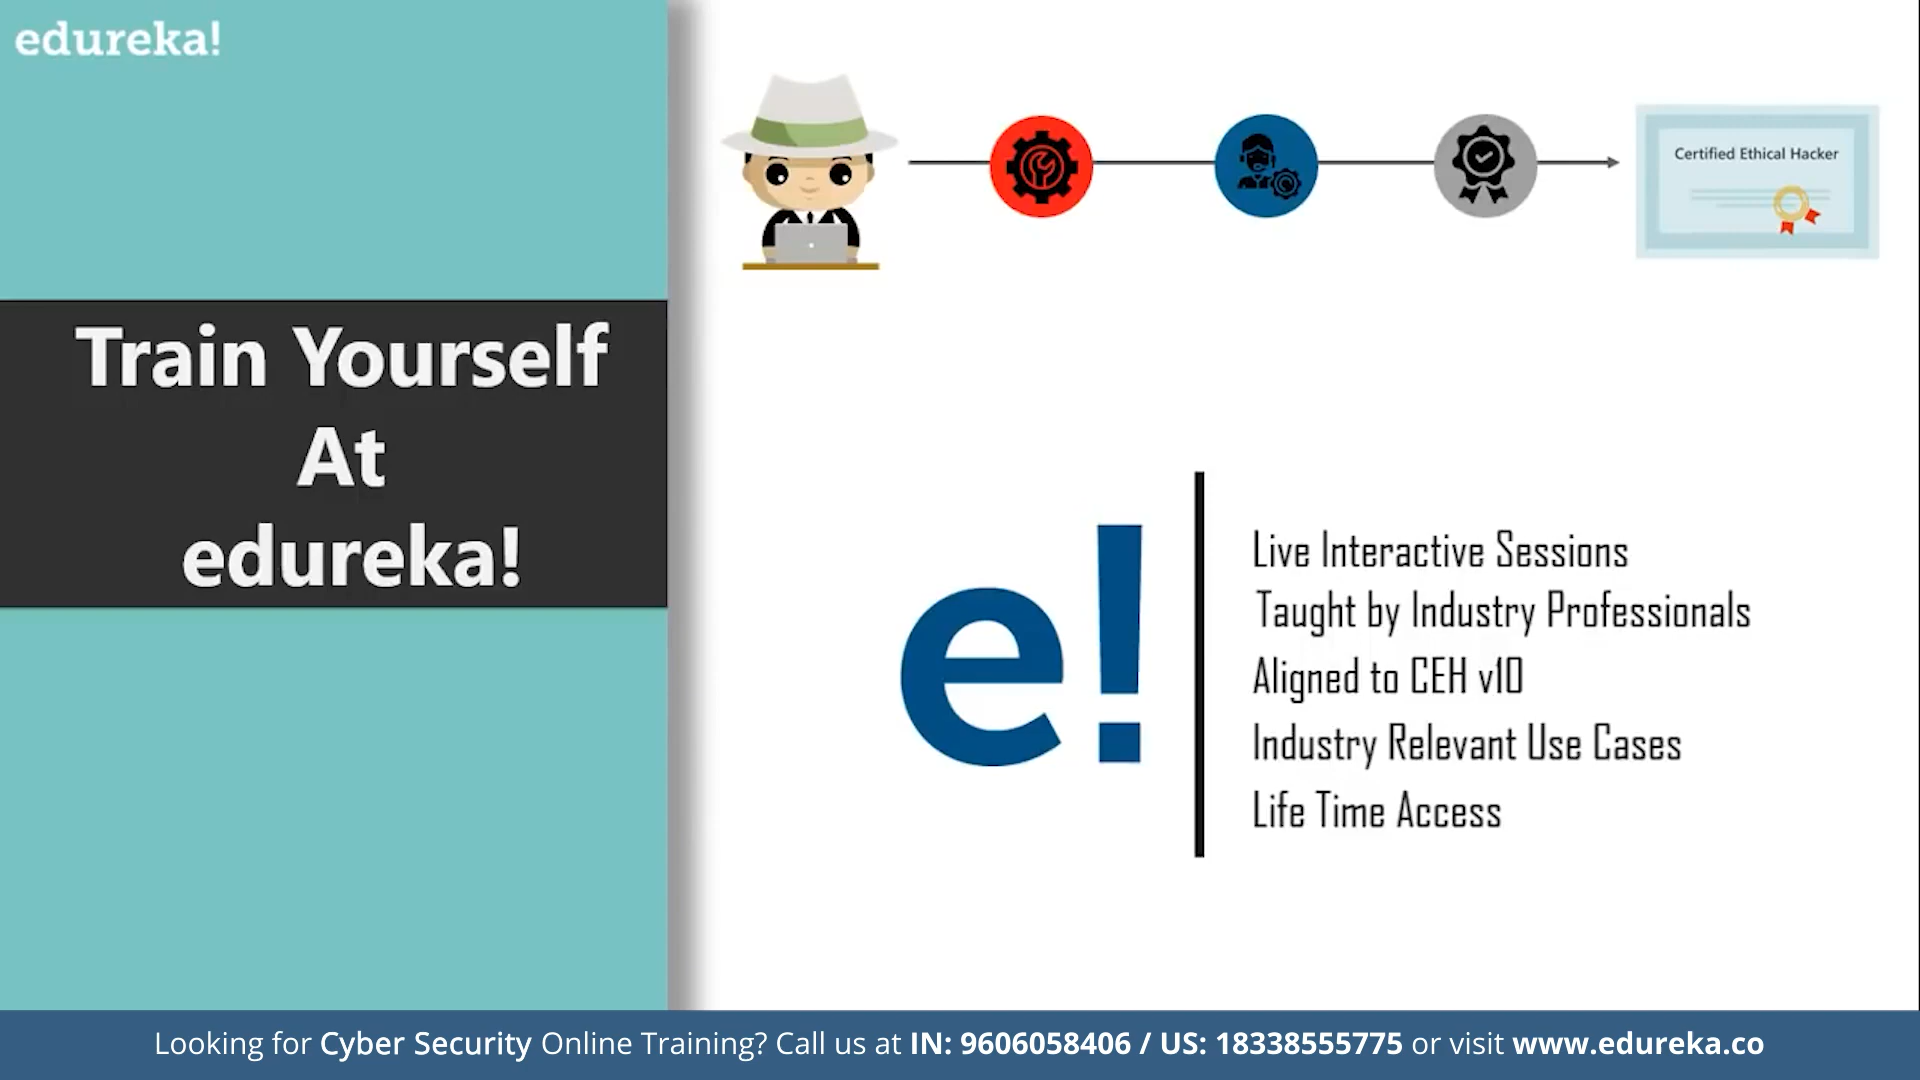 edureka!
Train Yourself
At
edureka!
Certified Ethical Hacker
e!
Live Interactive Sessions
Taught by Industry Professionals
Aligned to CEH v10
Industry Relevant Use Cases
Life Time Access
Looking for Cyber Security Online Training? Call us at IN: 9606058406 / US: 18338555775 or visit www.edureka.co